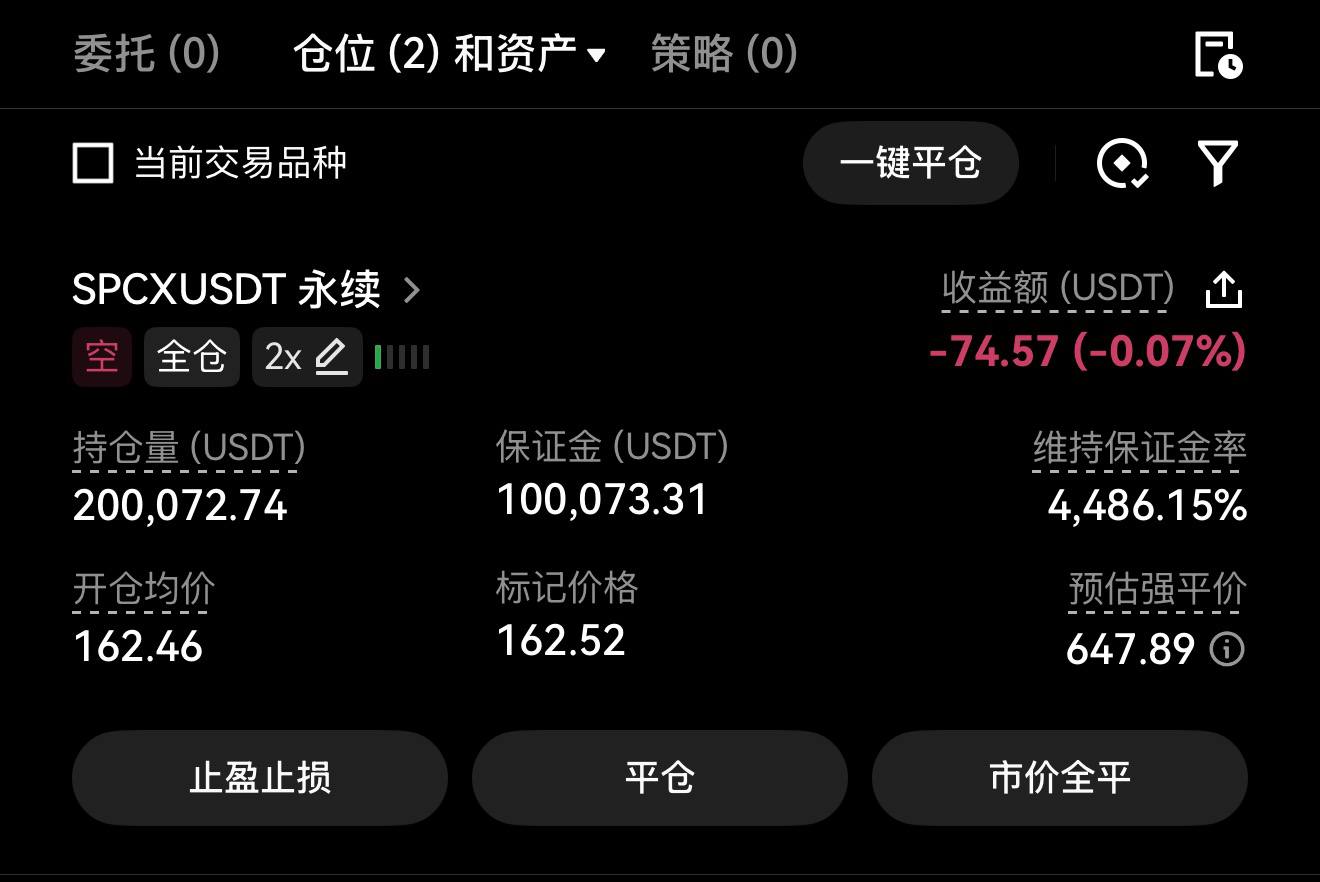 委托 (0) 仓位 (2) 和资产 策略 (0)
当前交易品种 一键平仓
SPCXUSDT 永续 收益额 (USDT)
空 全仓 2x -74.57 (-0.07%)
持仓量 (USDT) 保证金 (USDT) 维持保证金率
200,072.74 100,073.31 4,486.15%
开仓均价 标记价格 预估强平价
162.46 162.52 647.89
止盈止损 平仓 市价全平